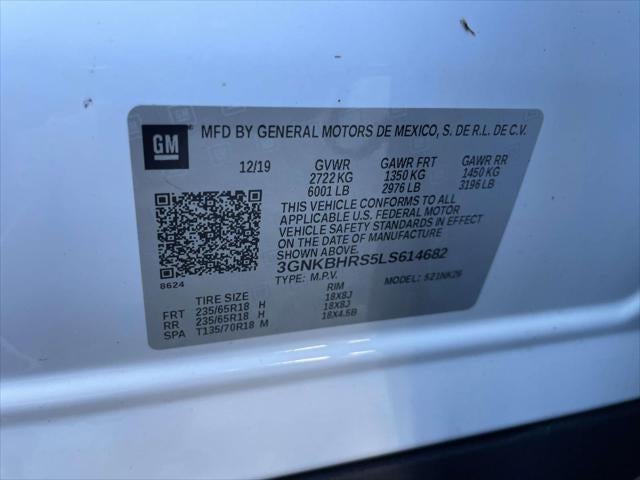 GM MFD BY GENERAL MOTORS DE MEXICO, S. DE R.L. DE C.V.
12/19 GVWR GAWR FRT GAWR RR
2722 KG 1350 KG 1450 KG
6001 LB 2976 LB 3196 LB
THIS VEHICLE CONFORMS TO ALL
APPLICABLE U.S. FEDERAL MOTOR
VEHICLE SAFETY STANDARDS IN EFFECT
ON THE DATE OF MANUFACTURE
SHOWN ABOVE.
3GNKBHRS5LS614682
8624 TYPE: M.P.V. 521NK26
TIRE SIZE RIM
FRT 235/65R18 H 18X8J
RR 235/65R18 H 18X8J
SPA T135/70R18 M 18X4.5B